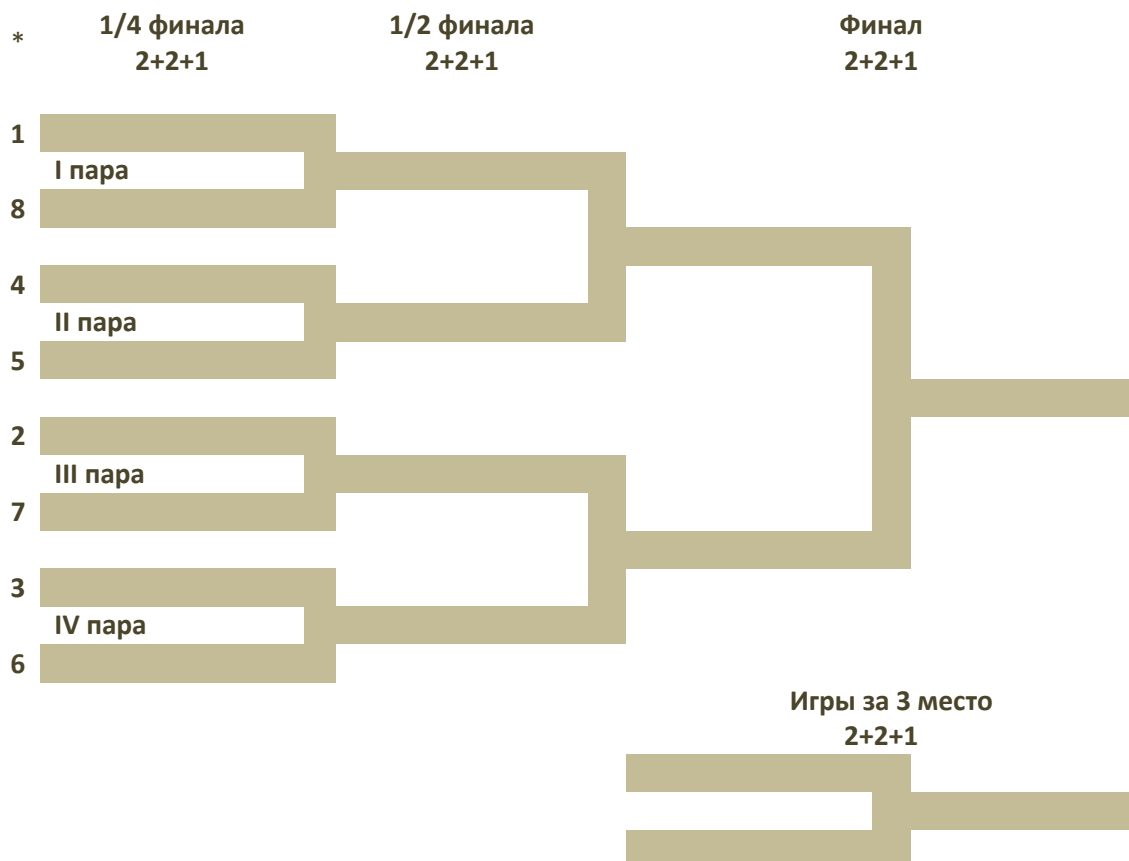 *
1/4 финала
2+2+1
1/2 финала
2+2+1
Финал
2+2+1
1
I пара
8
4
II пара
5
2
III пара
7
3
IV пара
6
Игры за 3 место
2+2+1